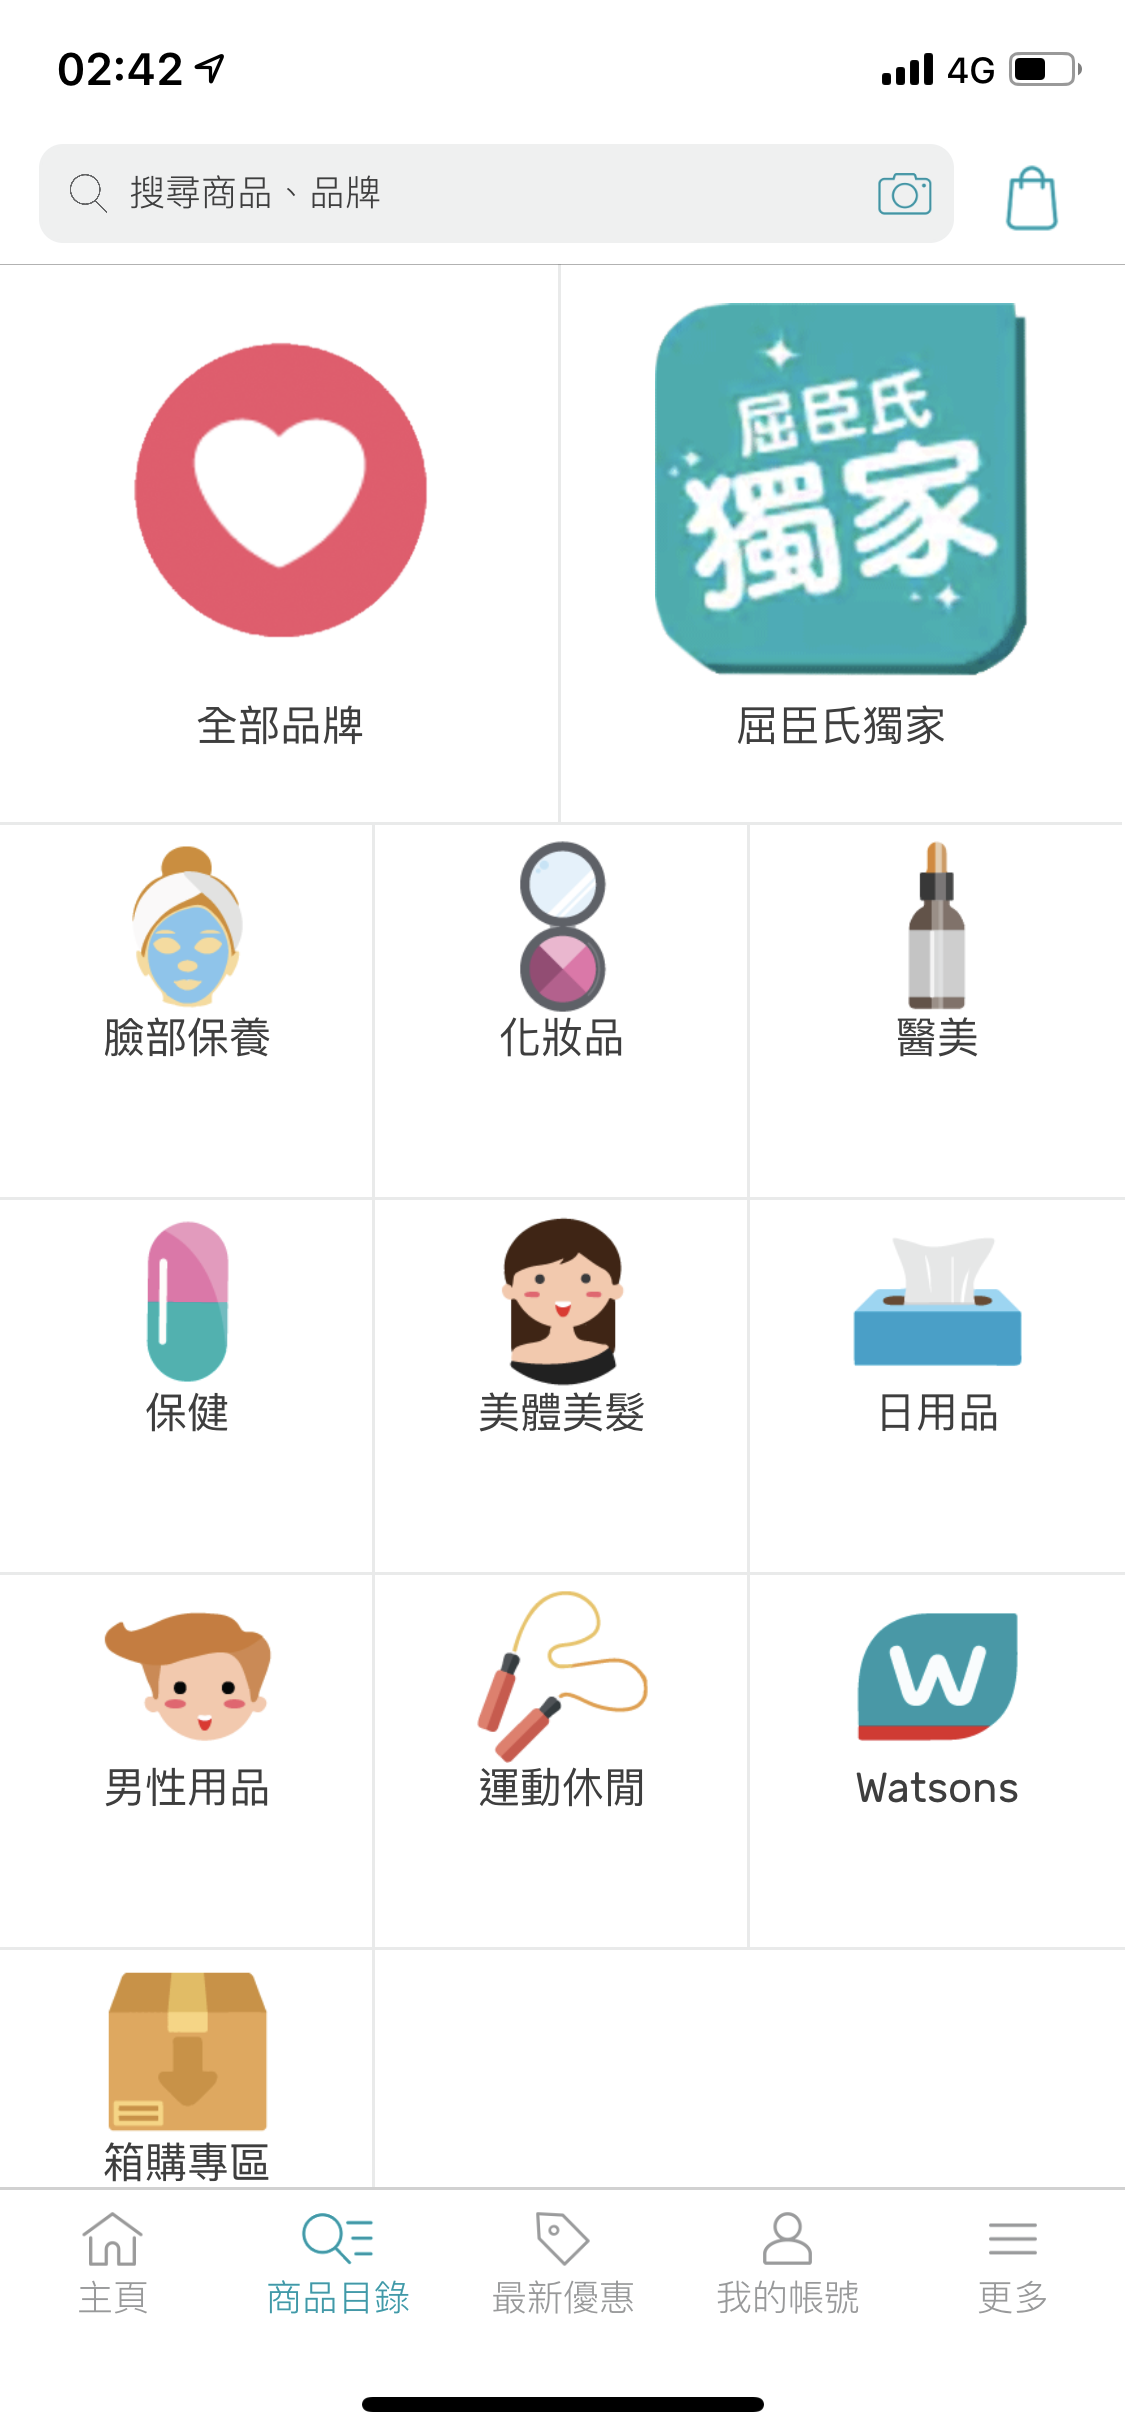 02:42
4G
搜尋商品、品牌
屈臣氏
獨家
全部品牌
屈臣氏獨家
臉部保養
化妝品
醫美
保健
美體美髮
日用品
男性用品
運動休閒
W
Watsons
箱購專區
主頁
商品目錄
最新優惠
我的帳號
更多